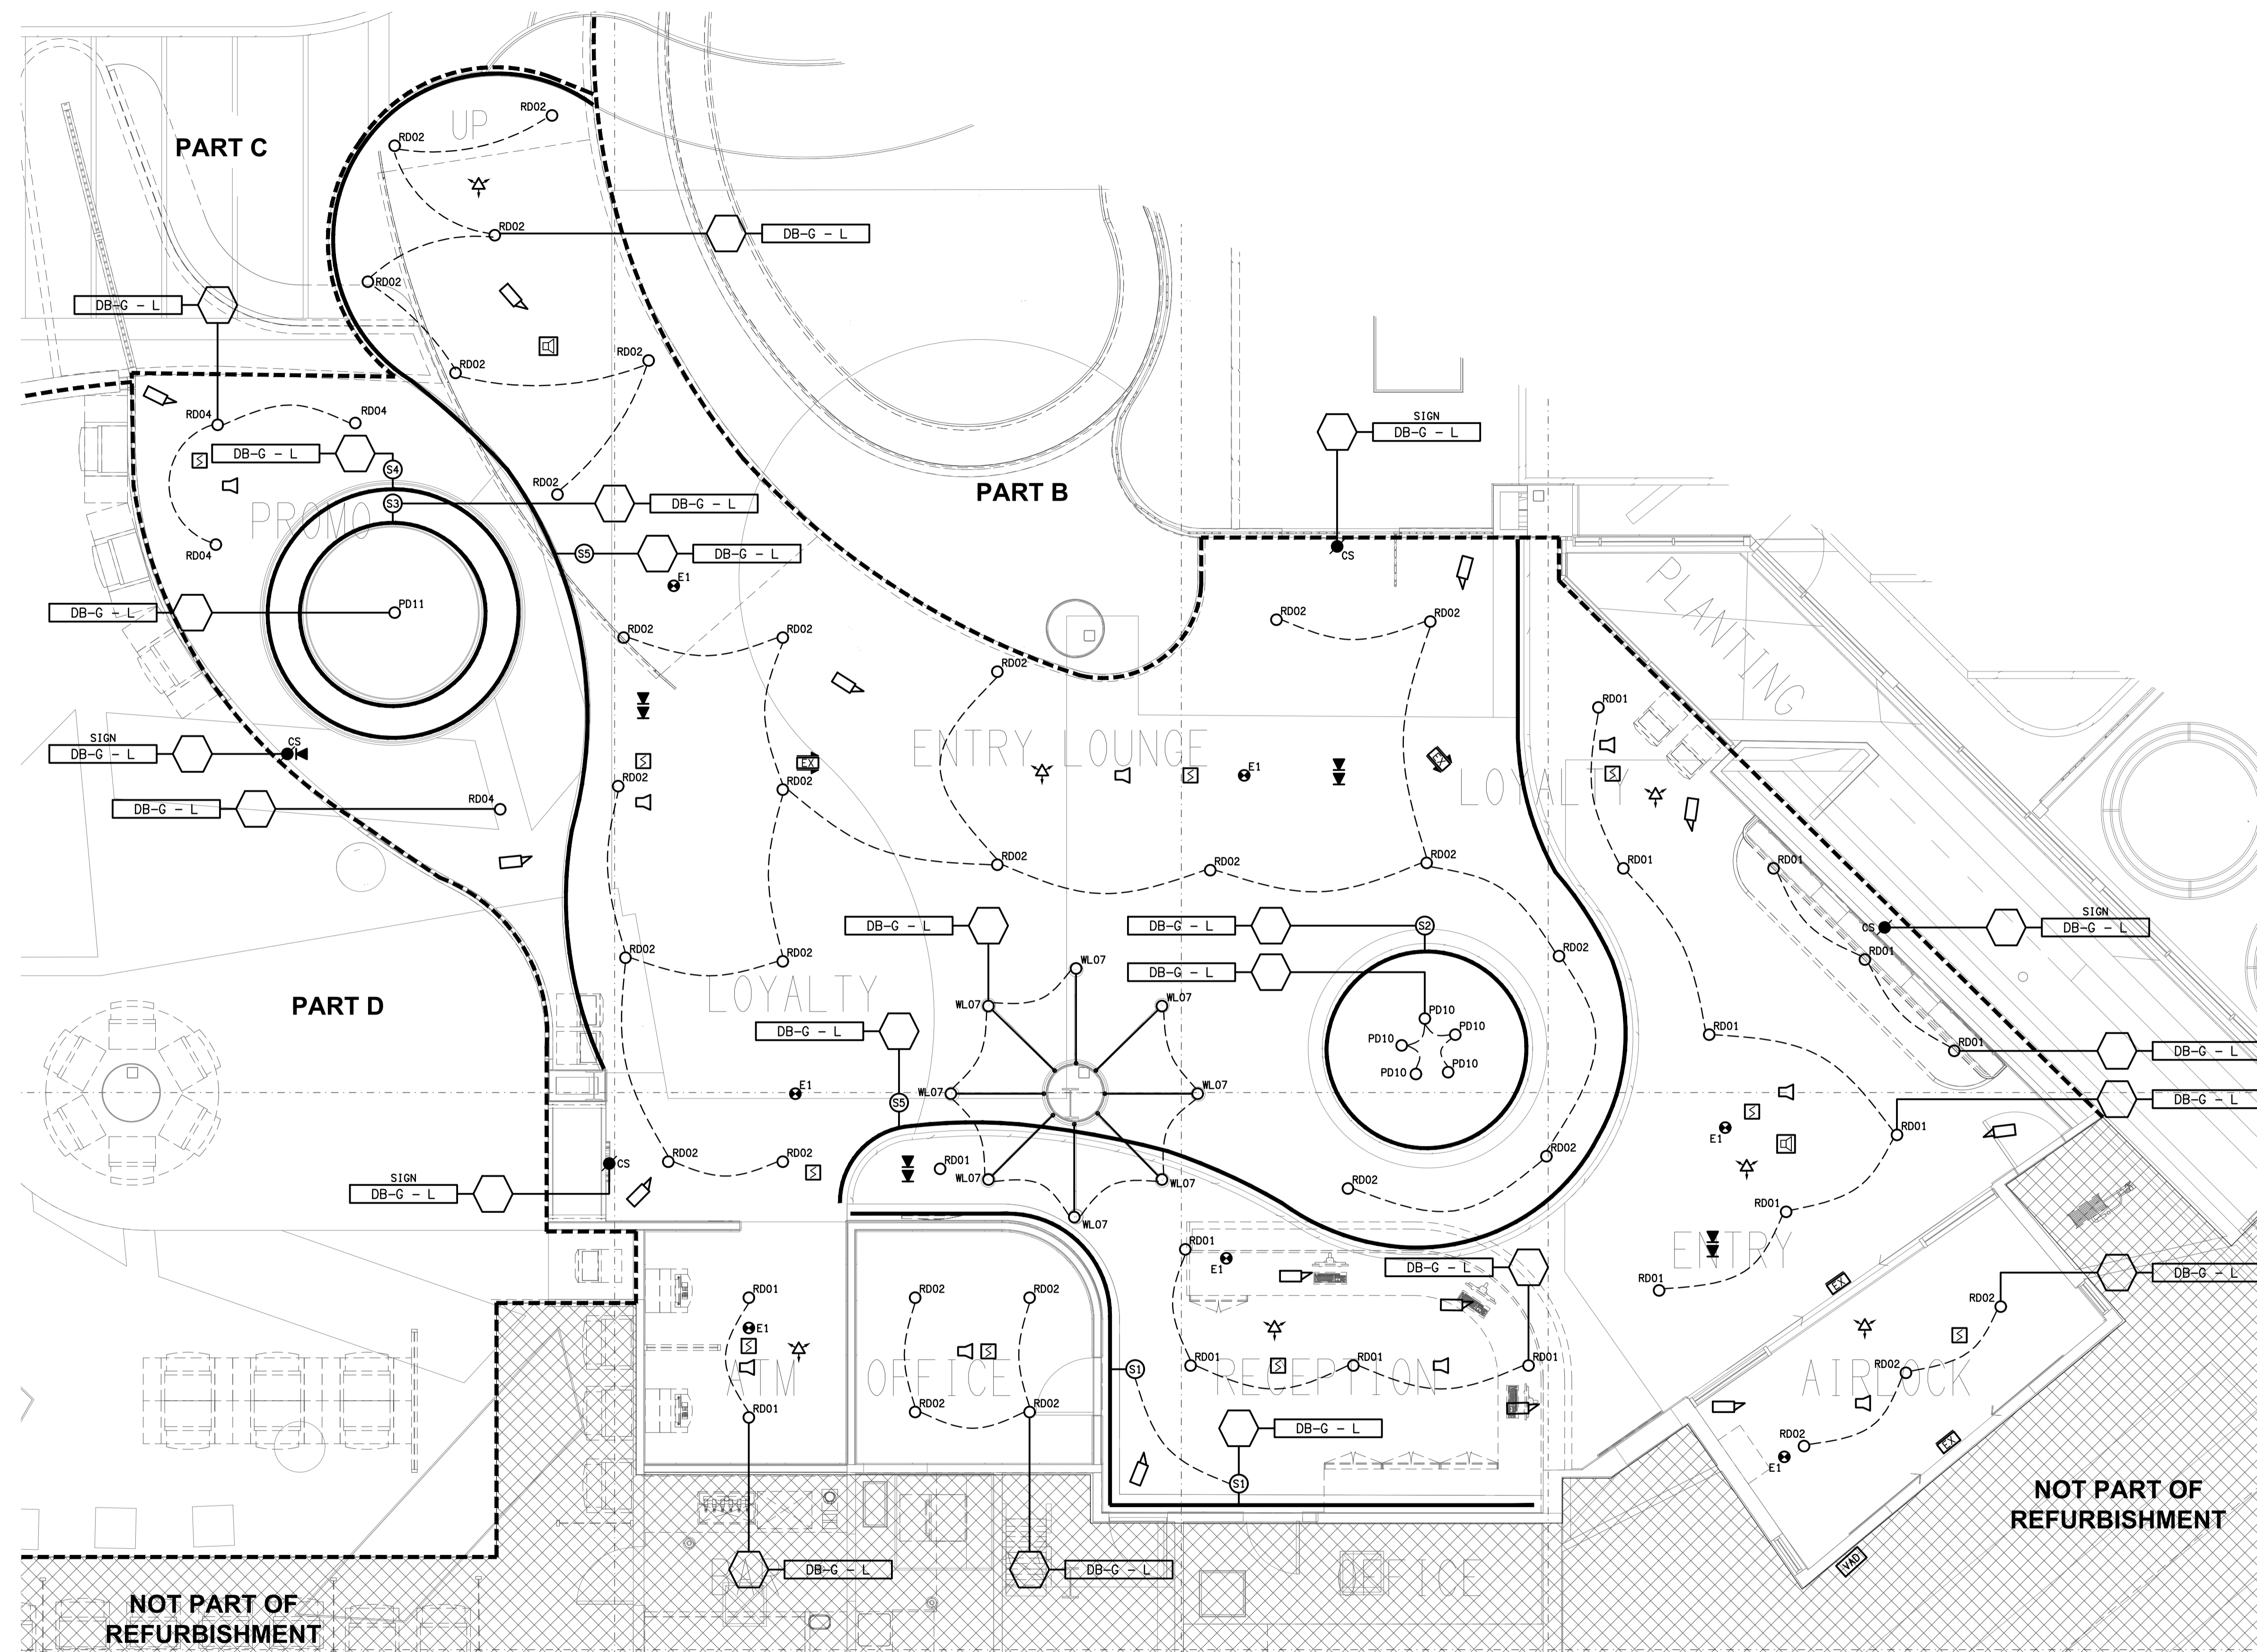 RD02
UP
RD02
PART C
RD02
DB-G - L
RD02
DB-G - L
RD02
RD02
RD04
RD04
SIGN
DB-G - L
DB-G - L
S4
RD02
PART B
S3
DB-G - L
PROMO
RD04
S5
DB-G - L
CS
E1
PLANTING
DB-G - L
PD11
RD02
RD02
RD02
RD02
RD02
RD01
SIGN
DB-G - L
CS
ENTRY LOUNGE
EX
EX
E1
LOYALTY
RD02
RD02
DB-G - L
RD04
RD02
RD02
RD02
RD01
RD01
SIGN
DB-G - L
CS
DB-G - L
DB-G - L
S2
RD02
RD02
RD02
RD01
WL07
DB-G - L
LOYALTY
PART D
WL07
WL07
PD10
PD10
PD10
RD01
DB-G - L
RD01
DB-G - L
PD10
PD10
E1
WL07
WL07
DB-G - L
S5
RD01
E1
RD02
RD02
RD01
CS
SIGN
DB-G - L
WL07
WL07
RD02
WL07
RD01
RD01
ENTRY
E1
DB-G - L
DB-G - L
RD01
EX
RD02
RD01
RD02
RD02
E1
ATM
OFFICE
S1
RD01
RECEPTION
RD01
RD01
RD02
AIRLOCK
RD01
RD02
RD02
DB-G - L
RD02
EX
E1
S1
NOT PART OF
REFURBISHMENT
VAD
BAR
DB-G - L
DB-G - L
OFFICE
NOT PART OF
REFURBISHMENT